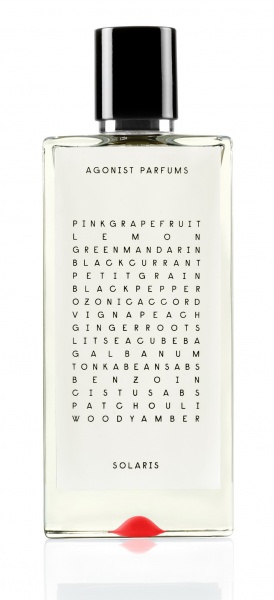 AGONIST PARFUMS
PINKGRAPEFRUIT
LEMON
GREENMANDARIN
BLACKCURRANT
PETITGRAIN
BLACKPEPPER
OZONICACCORD
VIGNAPEACH
GINGERROOTS
LITSEACUBEBA
GALBANUM
TONKABEANSABS
BENZOIN
CISTUSABS
PATCHOULI
WOODYAMBER
SOLARIS